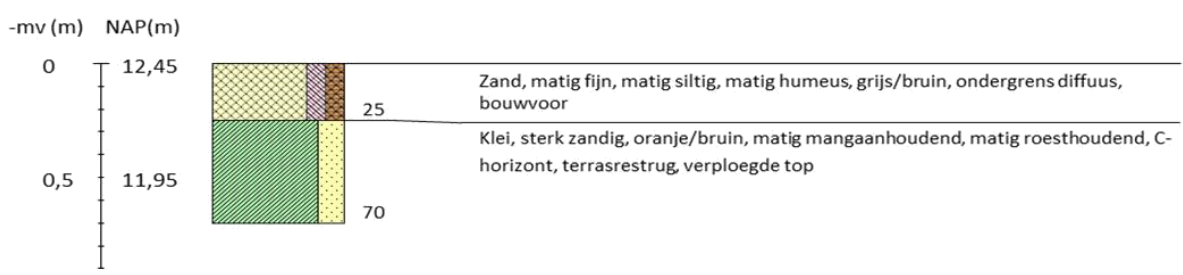 -mv (m) NAP(m)
0 12,45
Zand, matig fijn, matig siltig, matig humeus, grijs/bruin, ondergrens diffuus,
bouwvoor
25
Klei, sterk zandig, oranje/bruin, matig mangaanhoudend, matig roesthoudend, C-
horizont, terrasrestrug, verploegde top
0,5 11,95
70